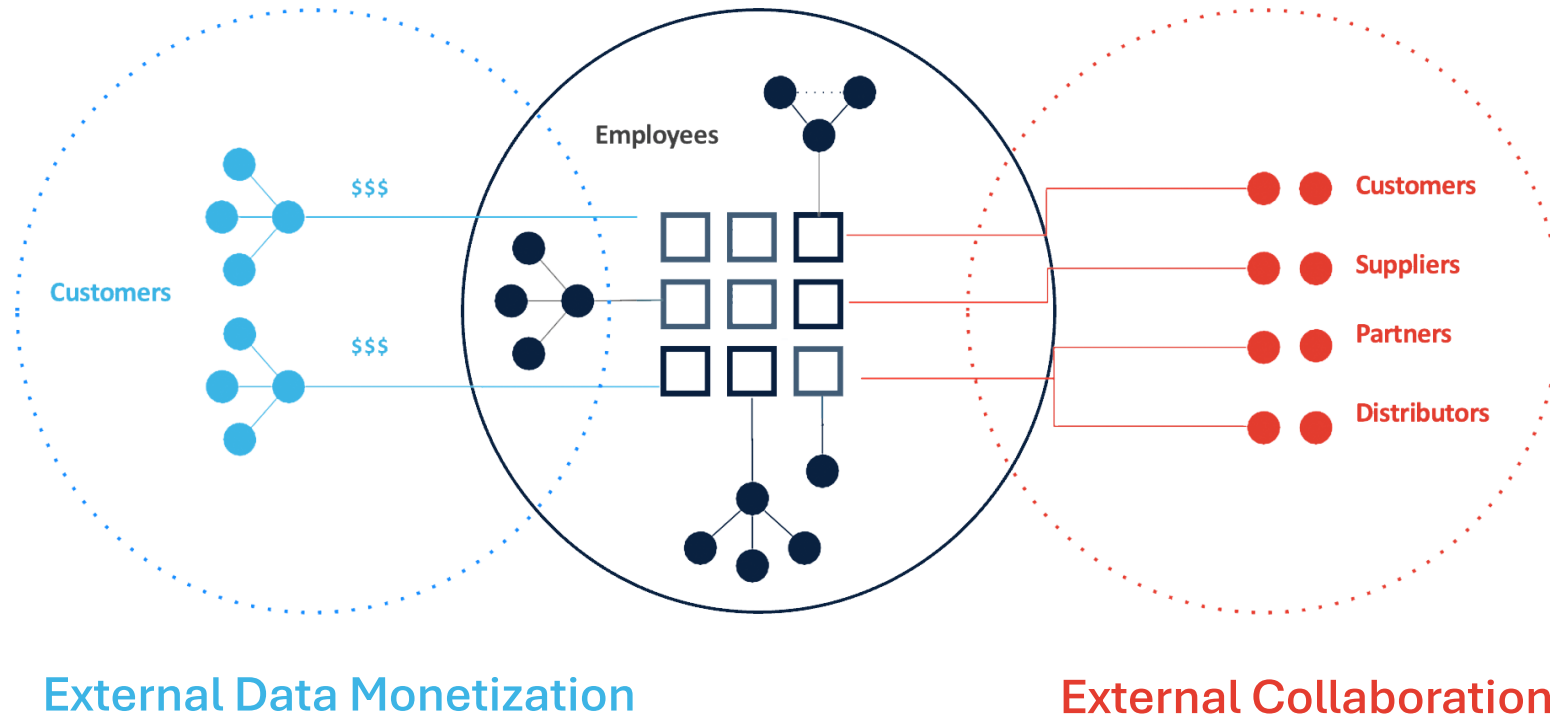 Employees
$$$
Customers
$$$
Customers
Suppliers
Partners
Distributors
External Data Monetization
External Collaboration